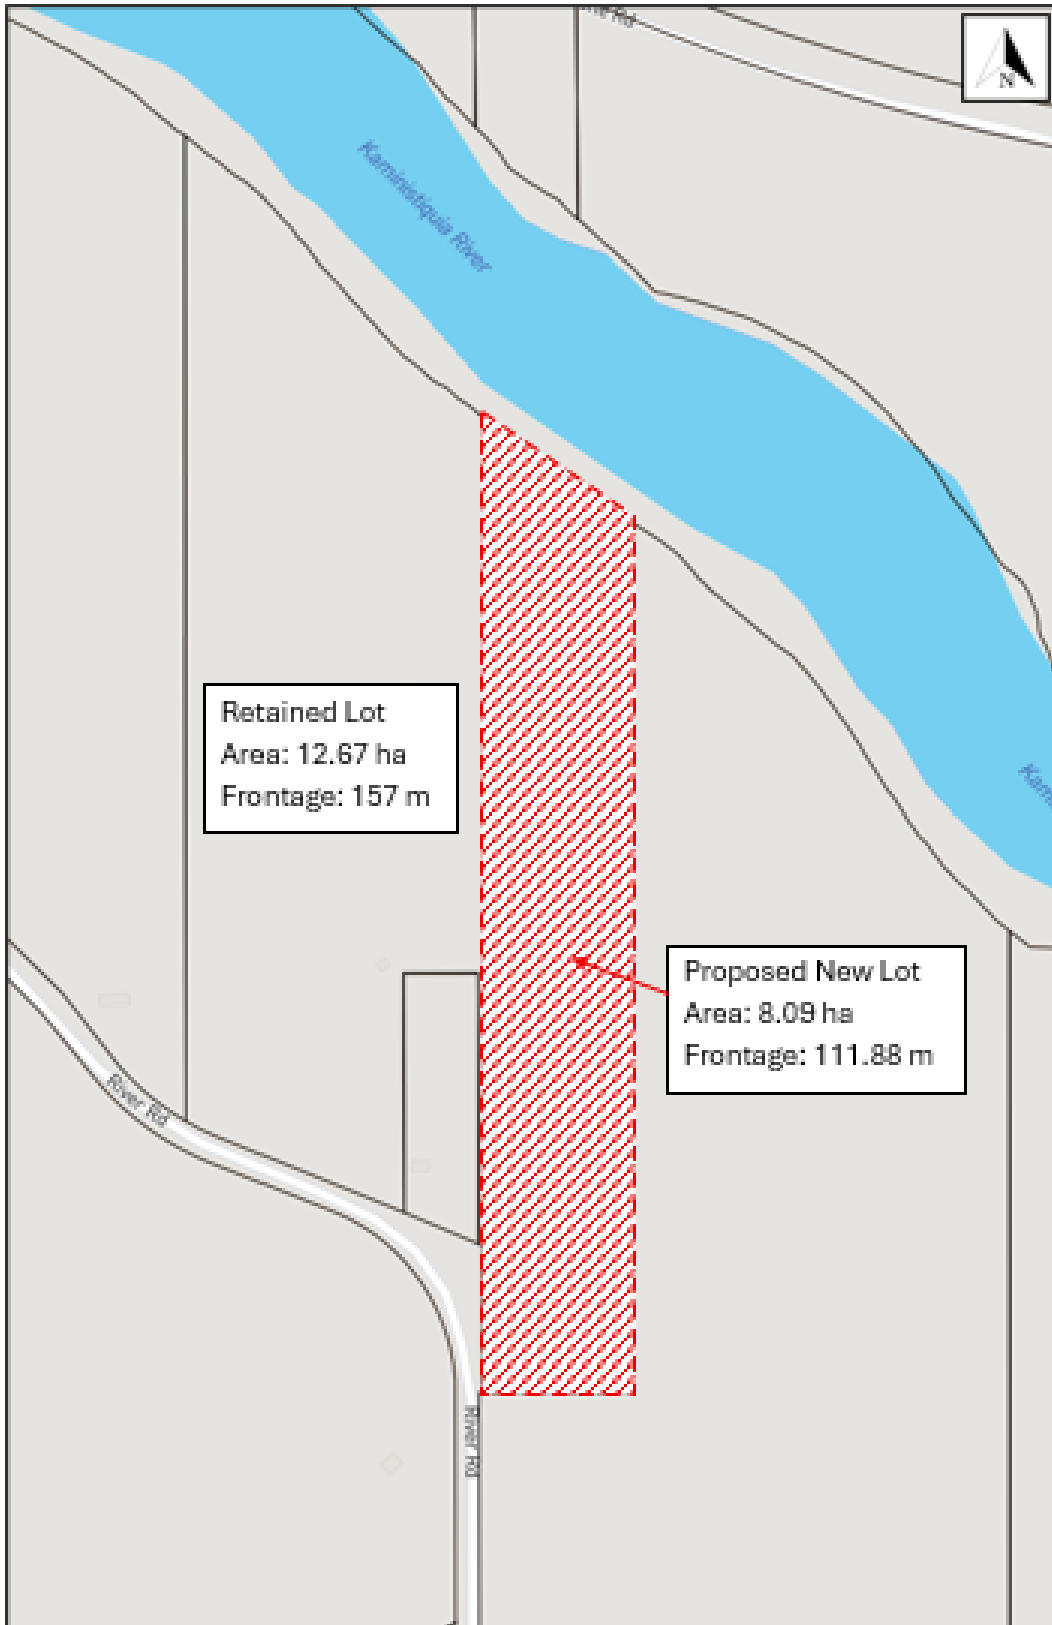 Rd
N
Kaministiquia River
Retained Lot
Area: 12.67 ha
Frontage: 157 m
Proposed New Lot
Area: 8.09 ha
Frontage: 111.88 m
River Rd
River Rd